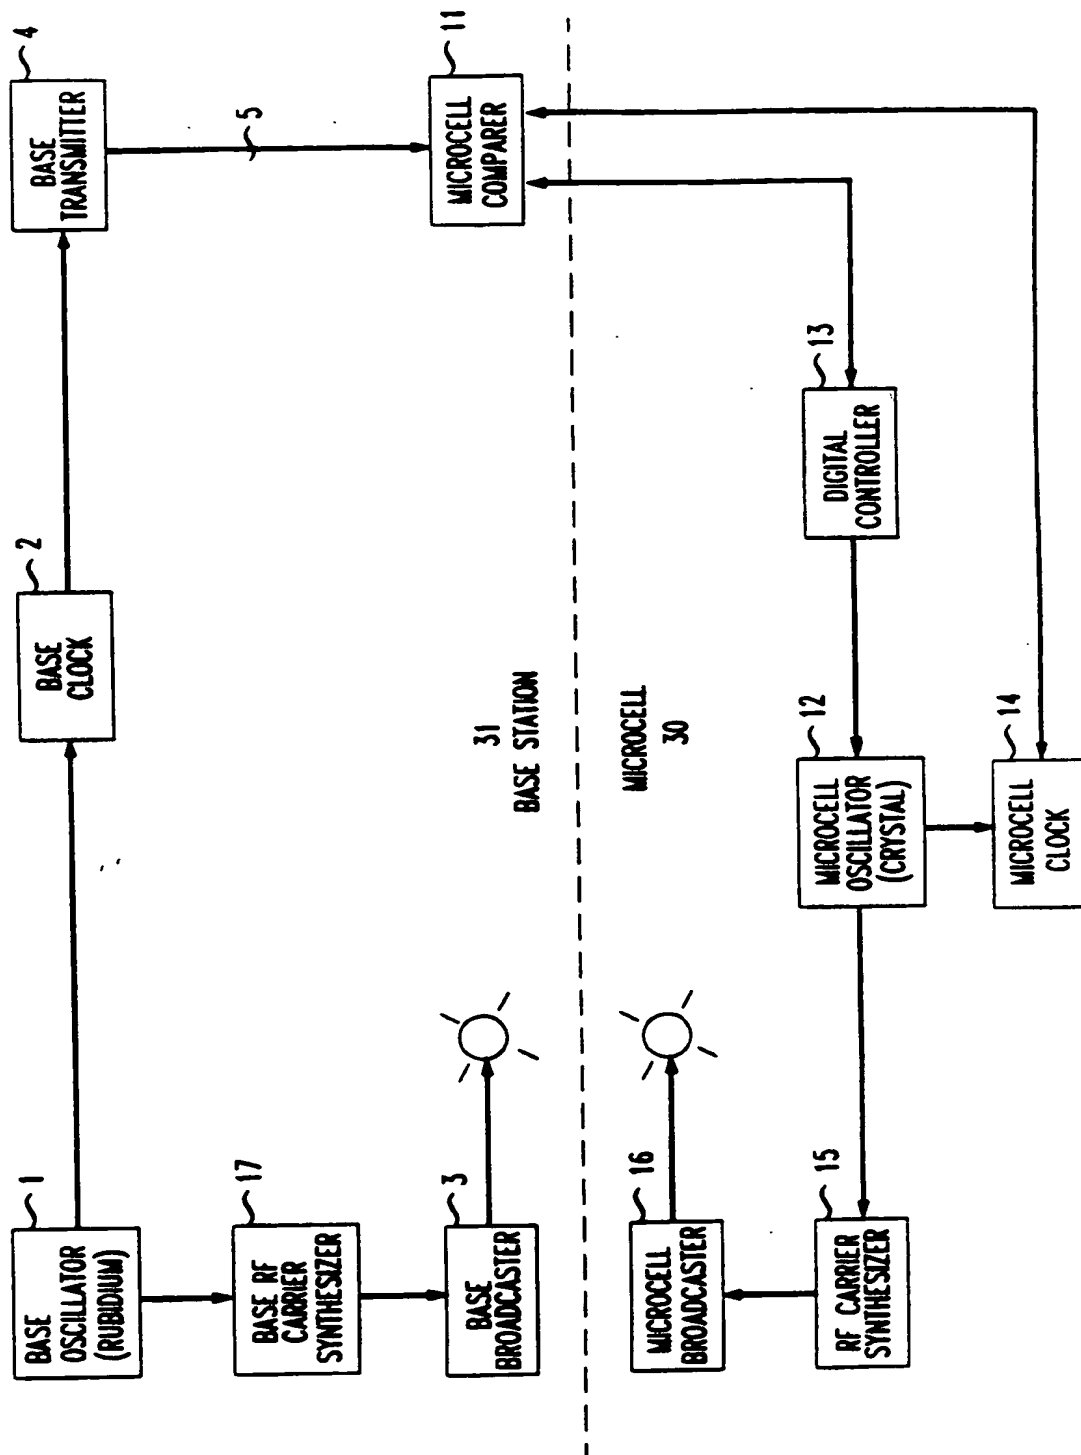 1
BASE
OSCILLATOR
(RUBIDIUM)
2
BASE
CLOCK
4
BASE
TRANSMITTER
5
17
BASE RF
CARRIER
SYNTHESIZER
3
BASE
BROADCASTER
11
MICROCELL
COMPARER
31
BASE STATION
MICROCELL
30
16
MICROCELL
BROADCASTER
15
RF CARRIER
SYNTHESIZER
12
MICROCELL
OSCILLATOR
(CRYSTAL)
13
DIGITAL
CONTROLLER
14
MICROCELL
CLOCK